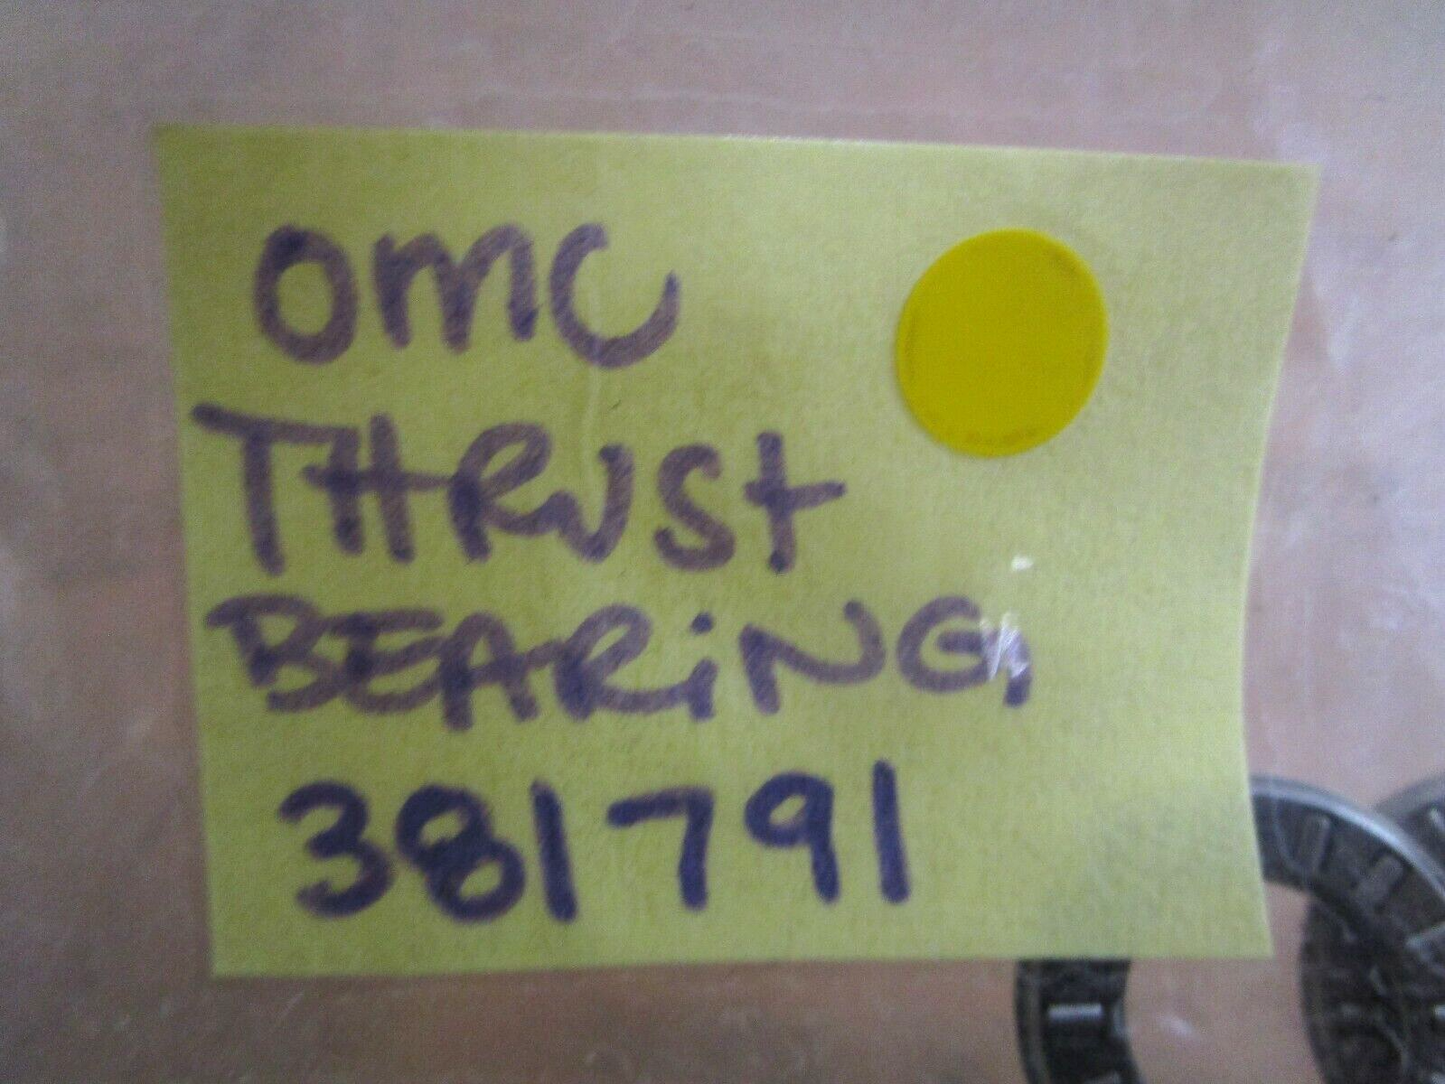 OMC
THRUSt
BEARiNG
381791